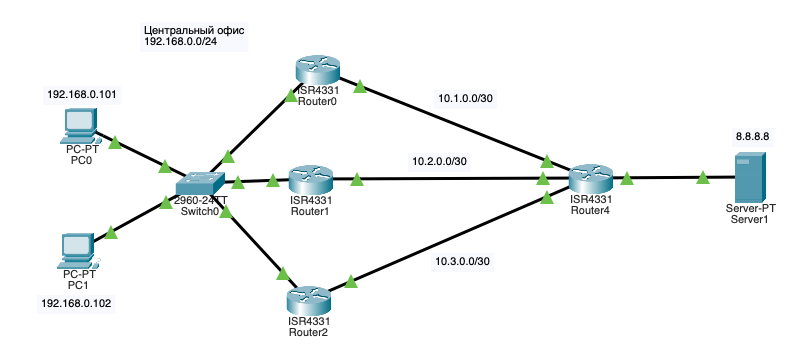 Центральный офис
192.168.0.0/24
ISR4331
Router0
192.168.0.101
10.1.0.0/30
PC-PT
PC0
8.8.8.8
10.2.0.0/30
2960-24TT
Switch0
ISR4331
Router1
ISR4331
Router4
Server-PT
Server1
PC-PT
PC1
10.3.0.0/30
192.168.0.102
ISR4331
Router2